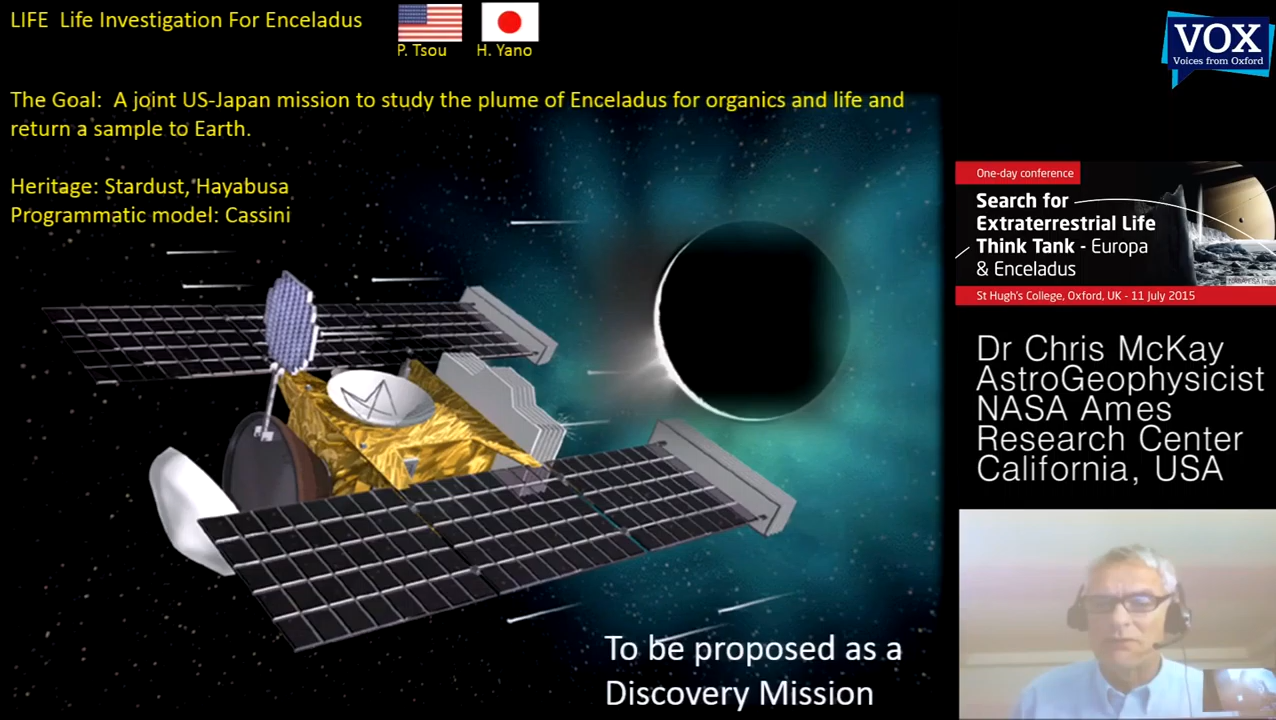 LIFE Life Investigation For Enceladus
P. Tsou
H. Yano
The Goal: A joint US-Japan mission to study the plume of Enceladus for organics and life and
return a sample to Earth.
Heritage: Stardust, Hayabusa
Programmatic model: Cassini
To be proposed as a
Discovery Mission
VOX
Voices from Oxford
One-day conference
Search for
Extraterrestrial Life
Think Tank - Europa
& Enceladus
St Hugh's College, Oxford, UK - 11 July 2015
Dr Chris McKay
AstroGeophysicist
NASA Ames
Research Center
California, USA